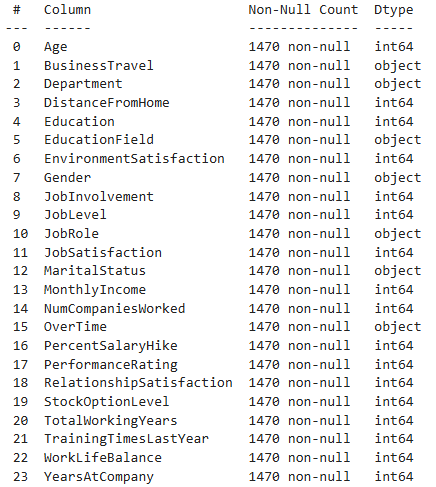 #   Column                    Non-Null Count  Dtype
---  ------                    --------------  -----
 0   Age                       1470 non-null   int64
 1   BusinessTravel            1470 non-null   object
 2   Department                1470 non-null   object
 3   DistanceFromHome          1470 non-null   int64
 4   Education                 1470 non-null   int64
 5   EducationField            1470 non-null   object
 6   EnvironmentSatisfaction   1470 non-null   int64
 7   Gender                    1470 non-null   object
 8   JobInvolvement            1470 non-null   int64
 9   JobLevel                  1470 non-null   int64
 10  JobRole                   1470 non-null   object
 11  JobSatisfaction           1470 non-null   int64
 12  MaritalStatus             1470 non-null   object
 13  MonthlyIncome             1470 non-null   int64
 14  NumCompaniesWorked        1470 non-null   int64
 15  OverTime                  1470 non-null   object
 16  PercentSalaryHike         1470 non-null   int64
 17  PerformanceRating         1470 non-null   int64
 18  RelationshipSatisfaction  1470 non-null   int64
 19  StockOptionLevel          1470 non-null   int64
 20  TotalWorkingYears         1470 non-null   int64
 21  TrainingTimesLastYear     1470 non-null   int64
 22  WorkLifeBalance           1470 non-null   int64
 23  YearsAtCompany            1470 non-null   int64